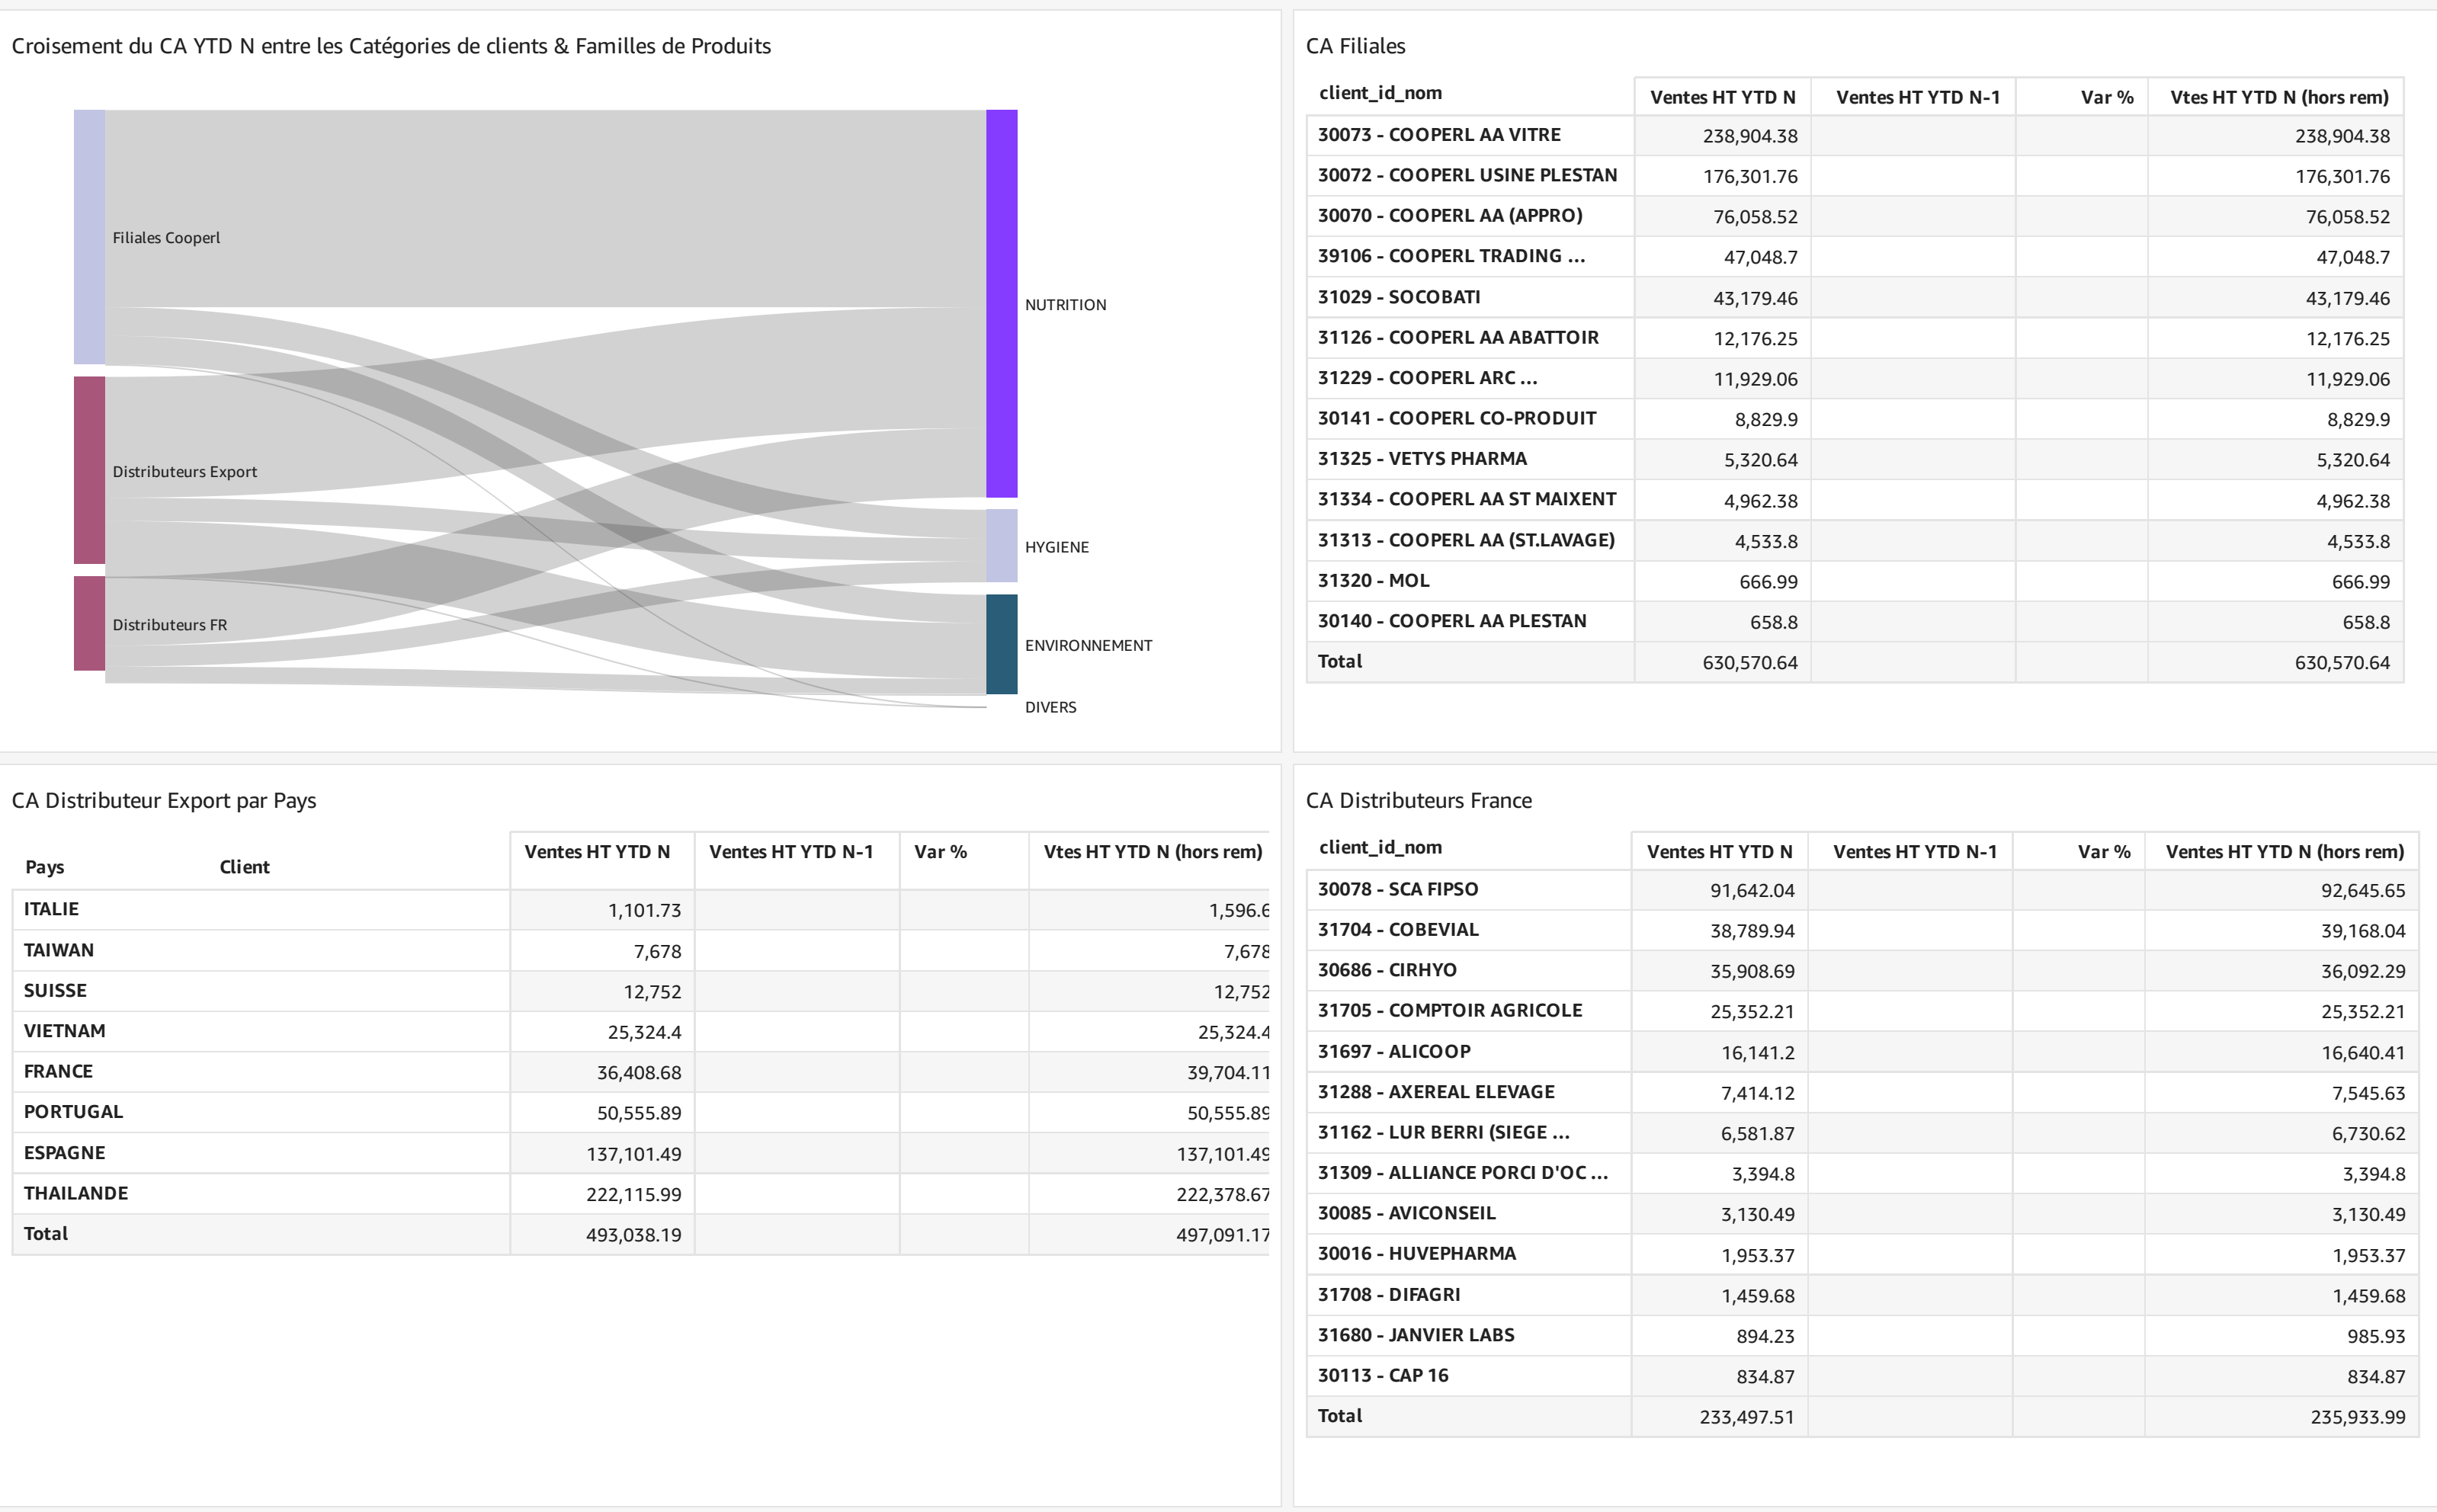 Croisement du CA YTD N entre les Catégories de clients & Familles de Produits
Filiales Cooperl
Distributeurs Export
Distributeurs FR
NUTRITION
HYGIENE
ENVIRONNEMENT
DIVERS
CA Filiales
client_id_nom Ventes HT YTD N Ventes HT YTD N-1 Var % Vtes HT YTD N (hors rem)
30073 - COOPERL AA VITRE 238,904.38 238,904.38
30072 - COOPERL USINE PLESTAN 176,301.76 176,301.76
30070 - COOPERL AA (APPRO) 76,058.52 76,058.52
39106 - COOPERL TRADING ... 47,048.7 47,048.7
31029 - SOCOBATI 43,179.46 43,179.46
31126 - COOPERL AA ABATTOIR 12,176.25 12,176.25
31229 - COOPERL ARC ... 11,929.06 11,929.06
30141 - COOPERL CO-PRODUIT 8,829.9 8,829.9
31325 - VETYS PHARMA 5,320.64 5,320.64
31334 - COOPERL AA ST MAIXENT 4,962.38 4,962.38
31313 - COOPERL AA (ST.LAVAGE) 4,533.8 4,533.8
31320 - MOL 666.99 666.99
30140 - COOPERL AA PLESTAN 658.8 658.8
Total 630,570.64 630,570.64
CA Distributeur Export par Pays
Pays Client Ventes HT YTD N Ventes HT YTD N-1 Var % Vtes HT YTD N (hors rem)
ITALIE 1,101.73 1,596.6
TAIWAN 7,678 7,678
SUISSE 12,752 12,752
VIETNAM 25,324.4 25,324.4
FRANCE 36,408.68 39,704.11
PORTUGAL 50,555.89 50,555.89
ESPAGNE 137,101.49 137,101.49
THAILANDE 222,115.99 222,378.67
Total 493,038.19 497,091.17
CA Distributeurs France
client_id_nom Ventes HT YTD N Ventes HT YTD N-1 Var % Ventes HT YTD N (hors rem)
30078 - SCA FIPSO 91,642.04 92,645.65
31704 - COBEVIAL 38,789.94 39,168.04
30686 - CIRHYO 35,908.69 36,092.29
31705 - COMPTOIR AGRICOLE 25,352.21 25,352.21
31697 - ALICOOP 16,141.2 16,640.41
31288 - AXEREAL ELEVAGE 7,414.12 7,545.63
31162 - LUR BERRI (SIEGE ... 6,581.87 6,730.62
31309 - ALLIANCE PORCI D'OC ... 3,394.8 3,394.8
30085 - AVICONSEIL 3,130.49 3,130.49
30016 - HUVEPHARMA 1,953.37 1,953.37
31708 - DIFAGRI 1,459.68 1,459.68
31680 - JANVIER LABS 894.23 985.93
30113 - CAP 16 834.87 834.87
Total 233,497.51 235,933.99